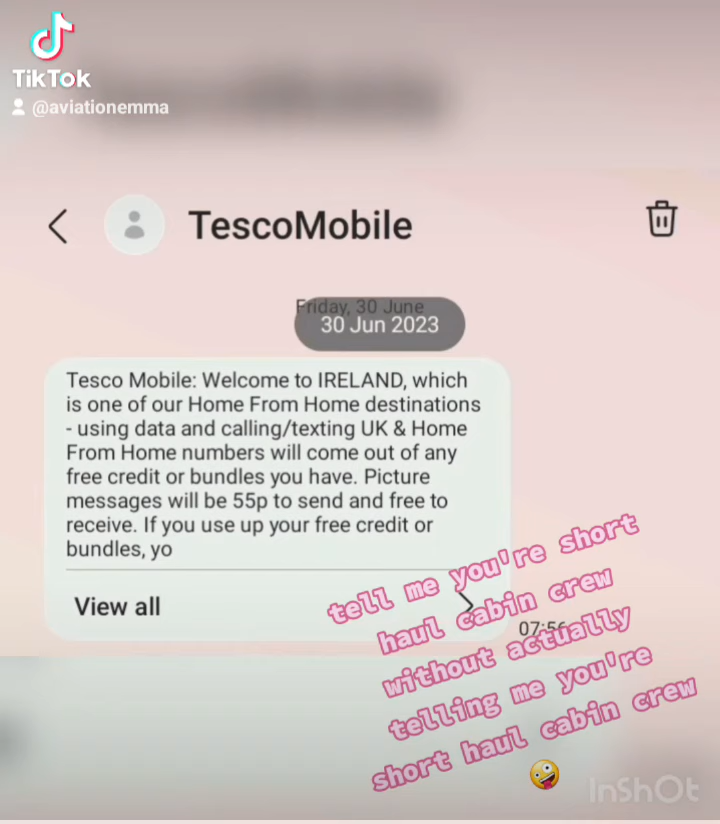 TikTok
@aviationemma
TescoMobile
Friday, 30 June
30 Jun 2023
Tesco Mobile: Welcome to IRELAND, which
is one of our Home From Home destinations
- using data and calling/texting UK & Home
From Home numbers will come out of any
free credit or bundles you have. Picture
messages will be 55p to send and free to
receive. If you use up your free credit or
bundles, yo
View all
07:56
tell me you're short
haul cabin crew
without actually
telling me you're
short haul cabin crew
🤪
InShOt